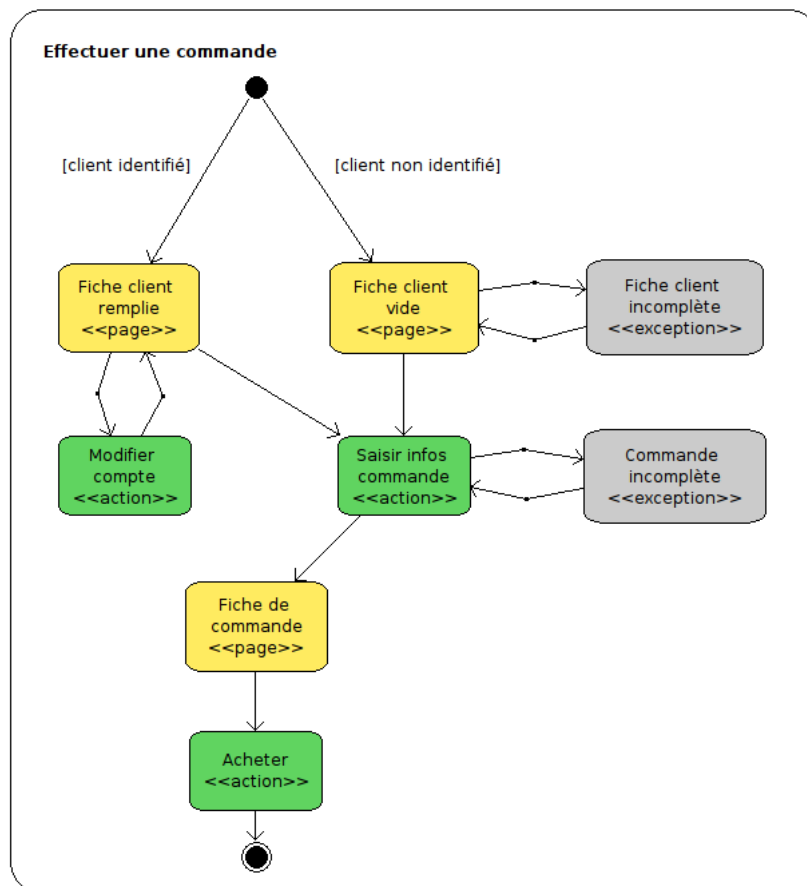 Effectuer une commande
[client identifié]
[client non identifié]
Fiche client
remplie
<<page>>
Fiche client
vide
<<page>>
Fiche client
incomplète
<<exception>>
Modifier
compte
<<action>>
Saisir infos
commande
<<action>>
Commande
incomplète
<<exception>>
Fiche de
commande
<<page>>
Acheter
<<action>>